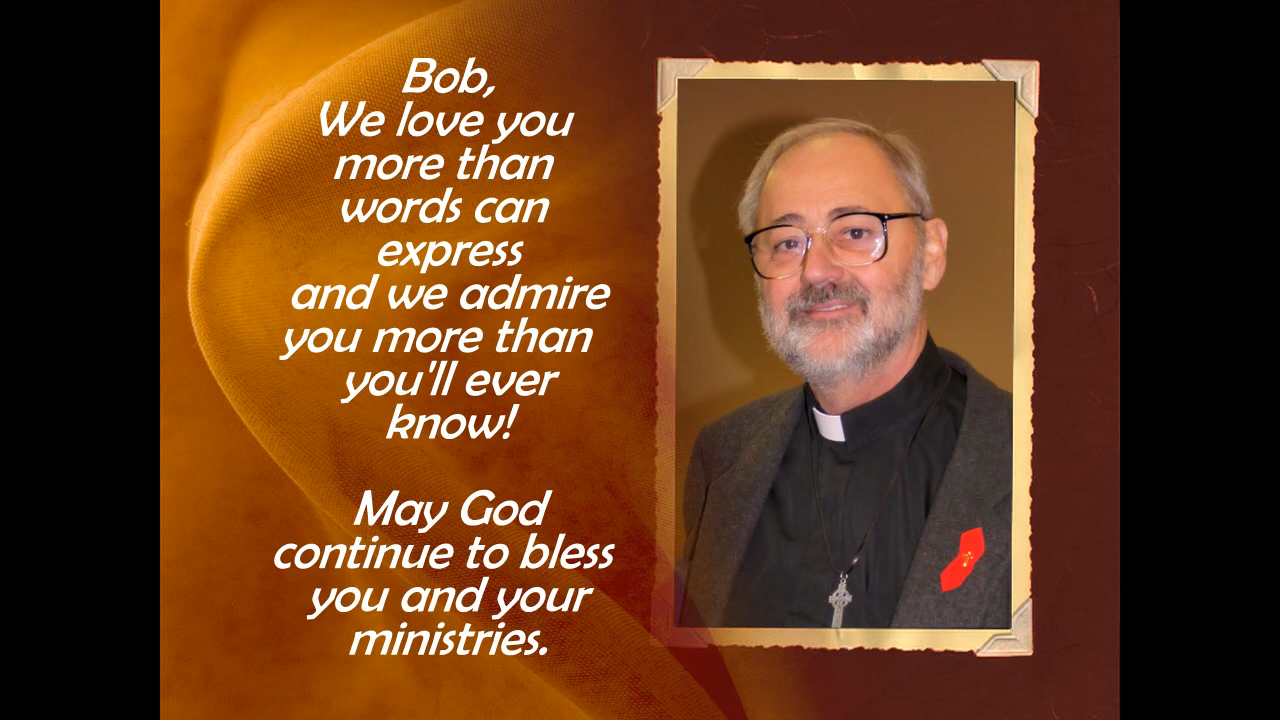 Bob,
We love you
more than
words can
express
and we admire
you more than
you'll ever
know!
May God
continue to bless
you and your
ministries.